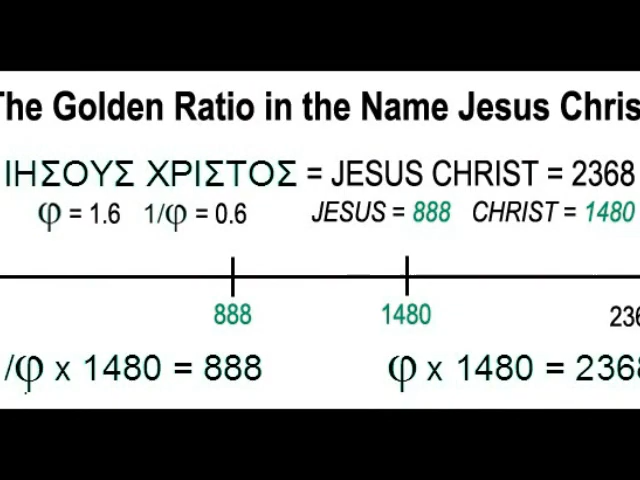 The Golden Ratio in the Name Jesus Chris
ΙΗΣΟΥΣ ΧΡΙΣΤΟΣ = JESUS CHRIST = 2368
φ = 1.6 1/φ = 0.6 JESUS = 888 CHRIST = 1480
888 1480 236
/φ x 1480 = 888 φ x 1480 = 2368